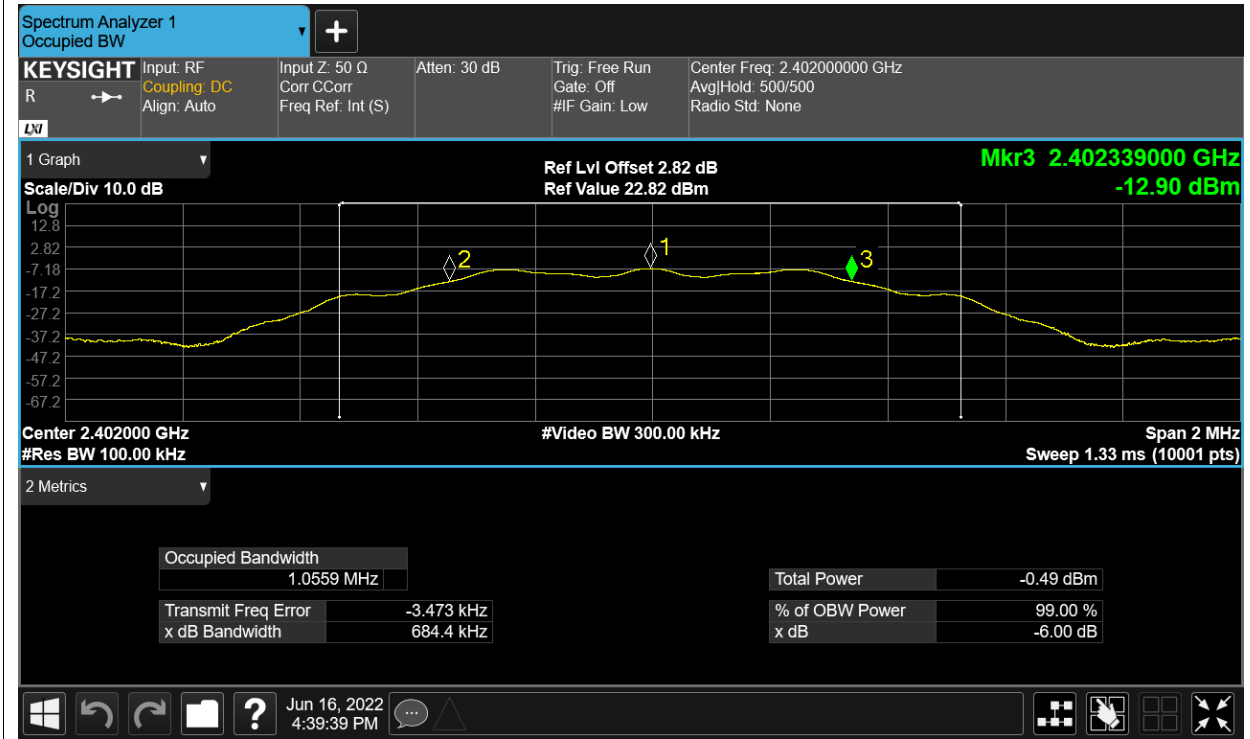 Spectrum Analyzer 1
Occupied BW
KEYSIGHT
R
LXI
Input: RF
Coupling: DC
Align: Auto
Input Z: 50 Ω
Corr CCorr
Freq Ref: Int (S)
Atten: 30 dB
Trig: Free Run
Gate: Off
#IF Gain: Low
Center Freq: 2.402000000 GHz
Avg|Hold: 500/500
Radio Std: None
1 Graph
Scale/Div 10.0 dB
Ref Lvl Offset 2.82 dB
Ref Value 22.82 dBm
Mkr3 2.402339000 GHz
-12.90 dBm
Log
12.8
2.82
-7.18
-17.2
-27.2
-37.2
-47.2
-57.2
-67.2
2
1
3
Center 2.402000 GHz
#Video BW 300.00 kHz
Span 2 MHz
#Res BW 100.00 kHz
Sweep 1.33 ms (10001 pts)
2 Metrics
Occupied Bandwidth
1.0559 MHz
Total Power -0.49 dBm
Transmit Freq Error -3.473 kHz
% of OBW Power 99.00 %
x dB Bandwidth 684.4 kHz
x dB -6.00 dB
?
Jun 16, 2022
4:39:39 PM